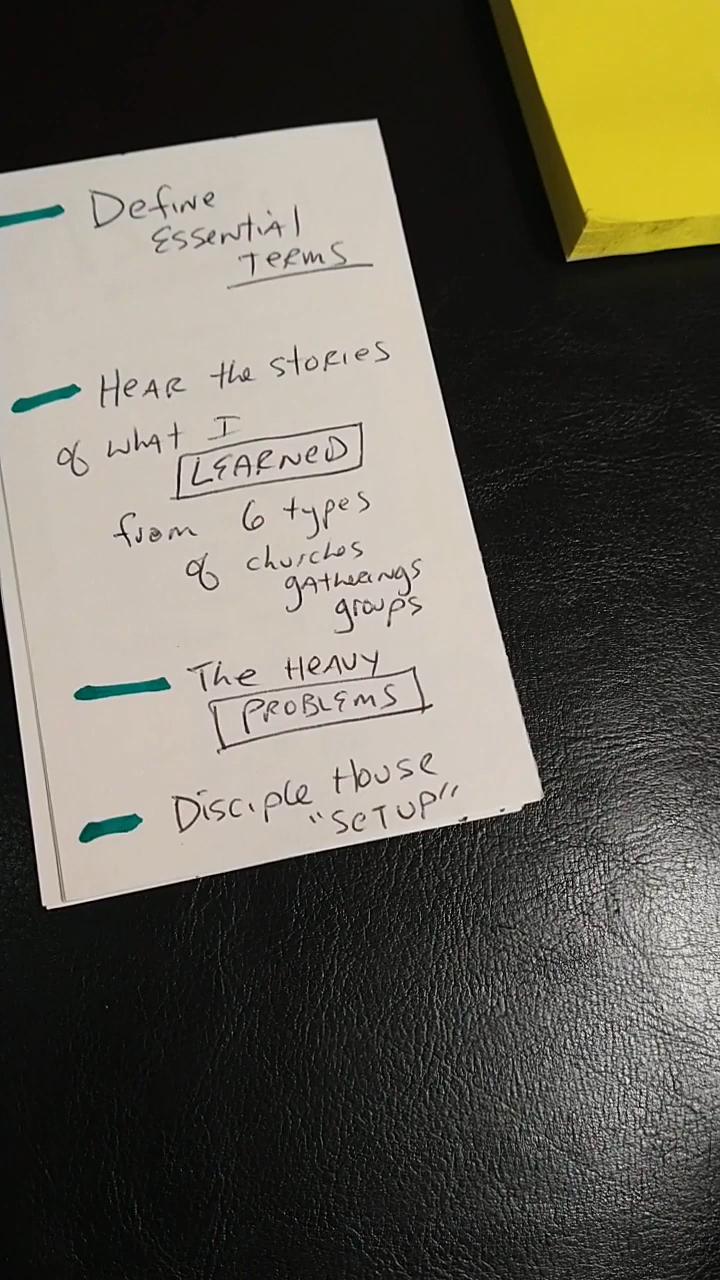 Define
Essential
Terms
Hear the stories
of what I
LEARNED
from 6 types
of churches
gatherings
groups
The Heavy
PROBLEMS
Disciple House
"SETUP"